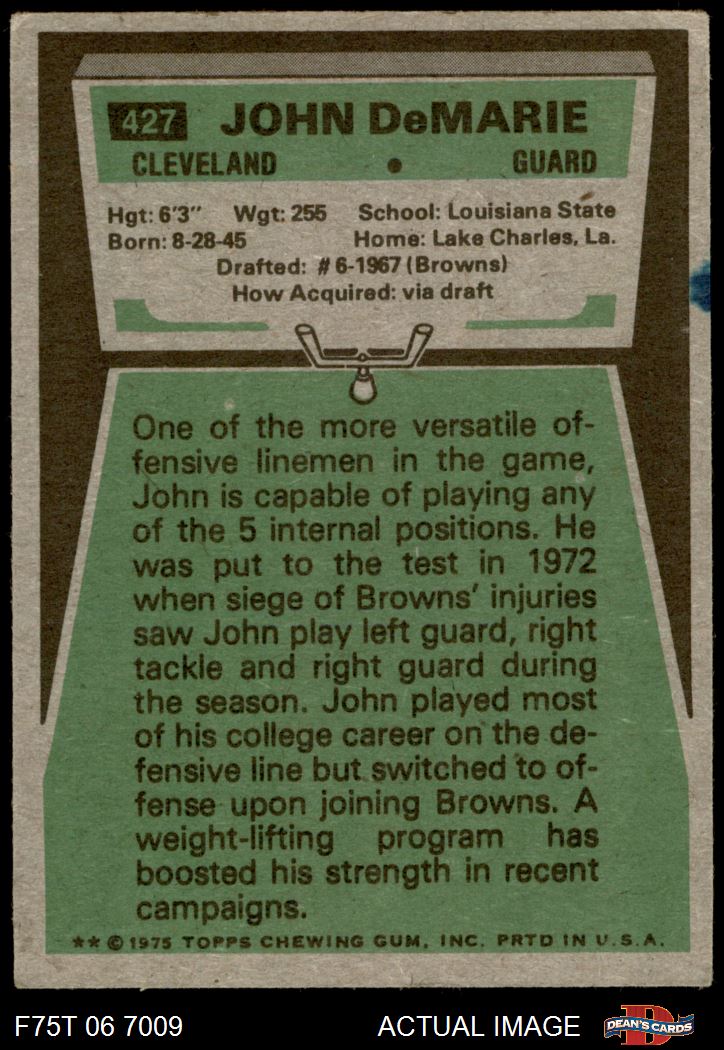 427 JOHN DeMARIE
CLEVELAND • GUARD
Hgt: 6'3" Wgt: 255 School: Louisiana State
Born: 8-28-45 Home: Lake Charles, La.
Drafted: #6-1967 (Browns)
How Acquired: via draft
One of the more versatile of-
fensive linemen in the game,
John is capable of playing any
of the 5 internal positions. He
was put to the test in 1972
when siege of Browns' injuries
saw John play left guard, right
tackle and right guard during
the season. John played most
of his college career on the de-
fensive line but switched to of-
fense upon joining Browns. A
weight-lifting program has
boosted his strength in recent
campaigns.
** © 1975 TOPPS CHEWING GUM, INC. PRTD IN U.S.A.
F75T 06 7009 ACTUAL IMAGE
D
DEAN'S CARDS